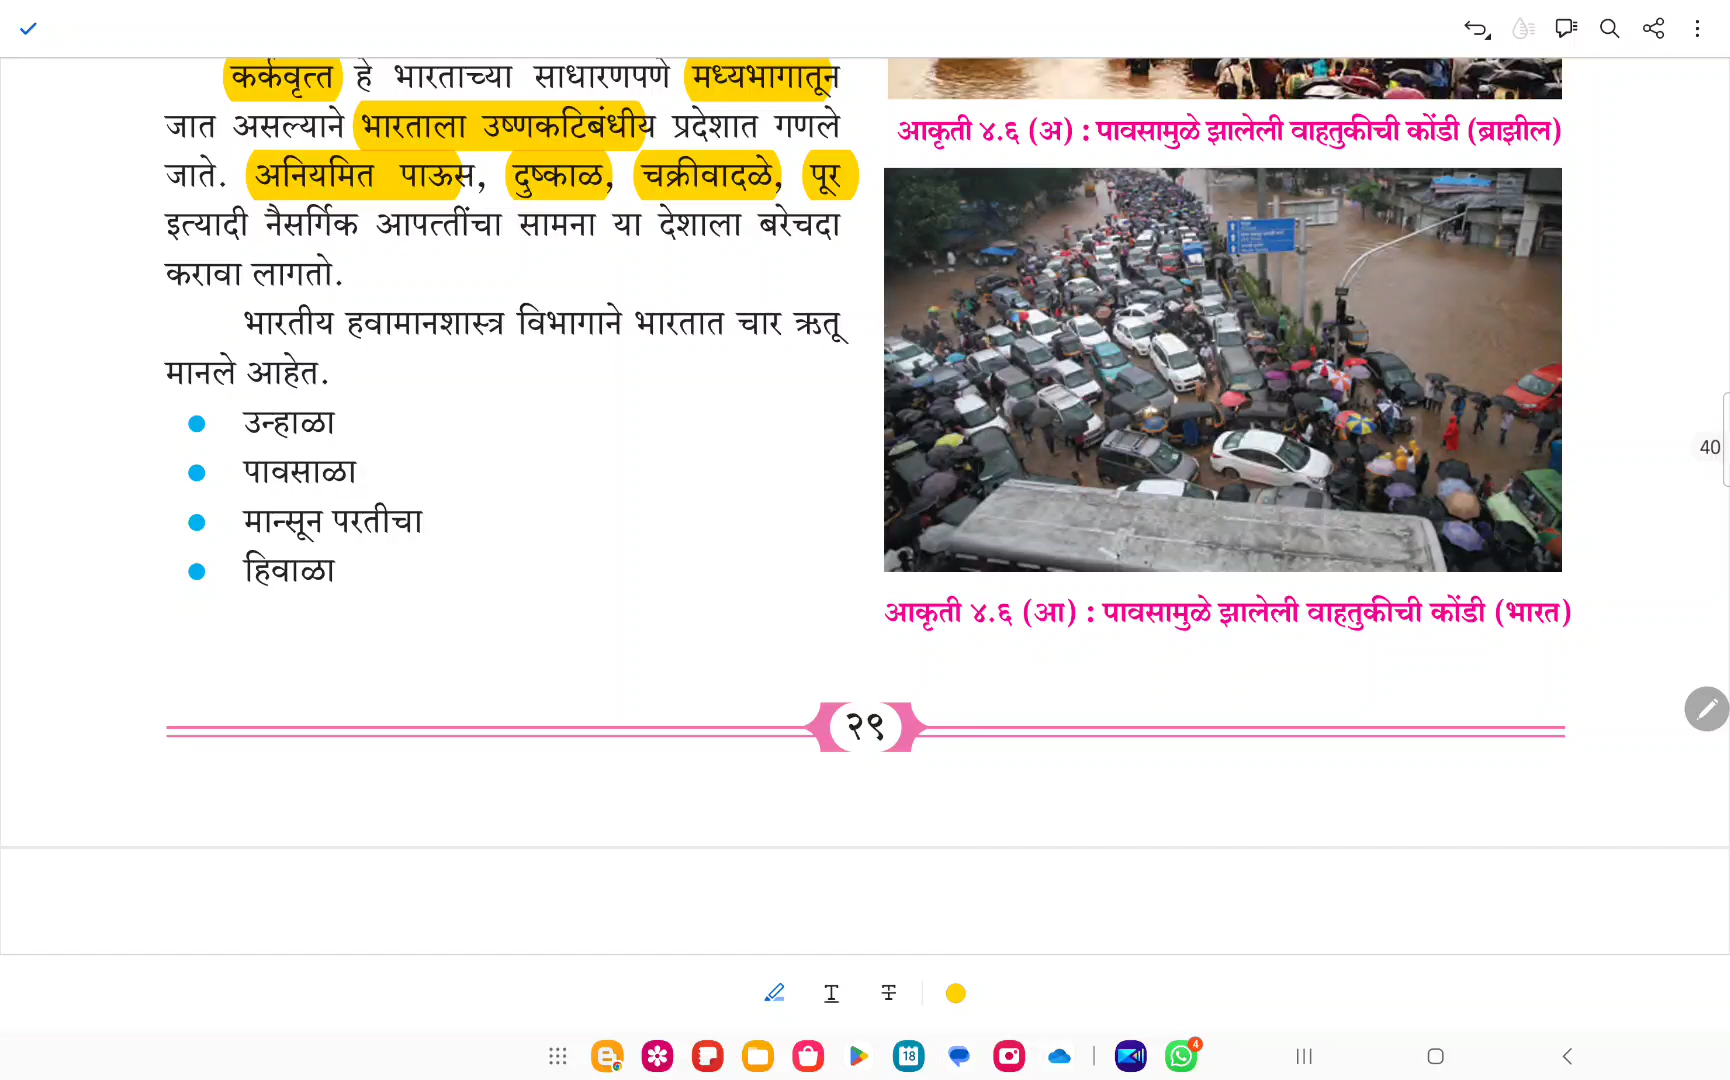 कर्कवृत्त हे भारताच्या साधारणपणे मध्यभागातून
जात असल्याने भारताला उष्णकटिबंधीय प्रदेशात गणले
जाते. अनियमित पाऊस, दुष्काळ, चक्रीवादळे, पूर
इत्यादी नैसर्गिक आपत्तींचा सामना या देशाला बरेचदा
करावा लागतो.
भारतीय हवामानशास्त्र विभागाने भारतात चार ऋतू
मानले आहेत.
● उन्हाळा
● पावसाळा
● मान्सून परतीचा
● हिवाळा
आकृती ४.६ (अ) : पावसामुळे झालेली वाहतुकीची कोंडी (ब्राझील)
आकृती ४.६ (आ) : पावसामुळे झालेली वाहतुकीची कोंडी (भारत)
२९
40
18
4